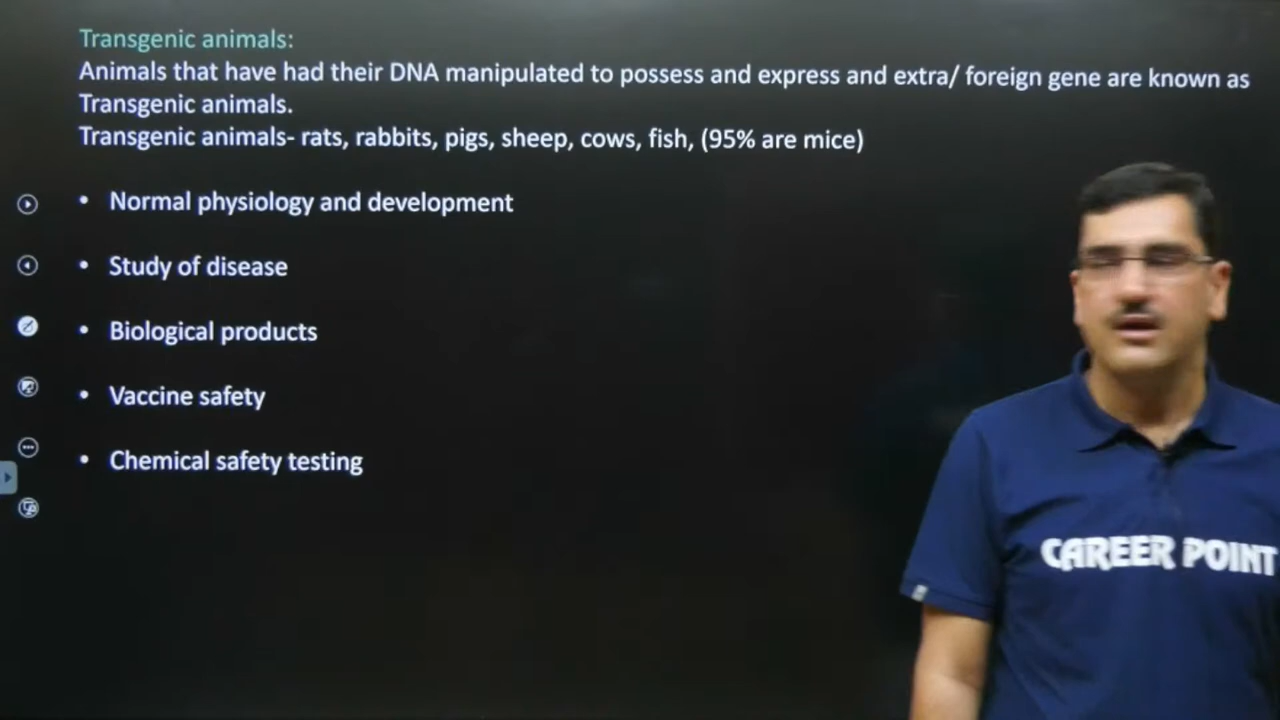 Transgenic animals:
Animals that have had their DNA manipulated to possess and express and extra/ foreign gene are known as
Transgenic animals.
Transgenic animals- rats, rabbits, pigs, sheep, cows, fish, (95% are mice)
• Normal physiology and development
• Study of disease
• Biological products
• Vaccine safety
• Chemical safety testing
CAREER POINT